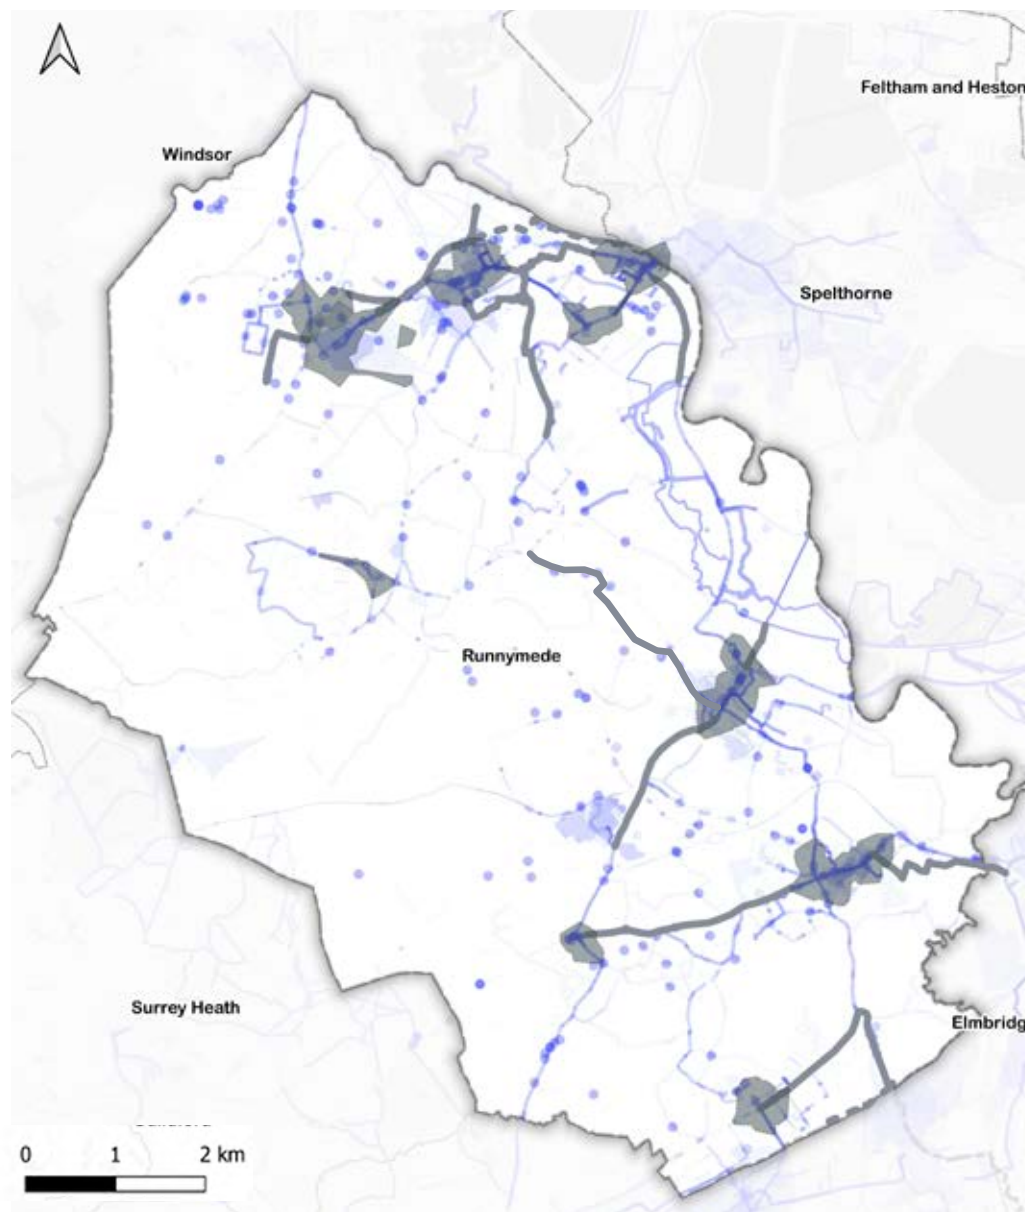 Feltham and Heston
Windsor
Spelthorne
Runnymede
Surrey Heath
Elmbridg
0 1 2 km